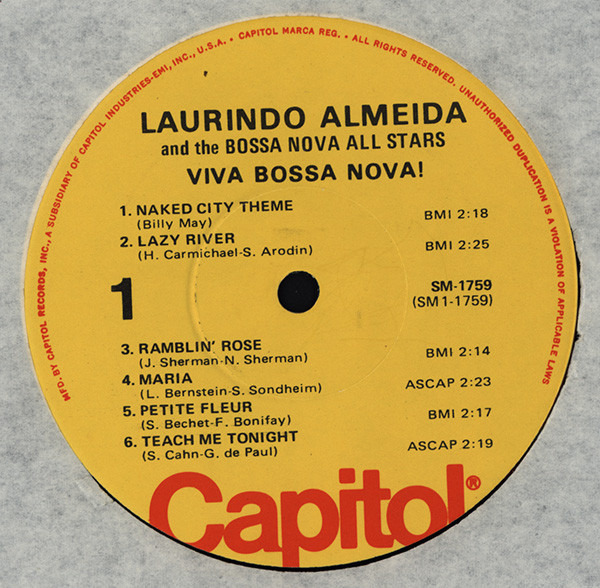 MFD. BY CAPITOL RECORDS, INC., A SUBSIDIARY OF CAPITOL INDUSTRIES-EMI, INC., U.S.A. • CAPITOL MARCA REG. • ALL RIGHTS RESERVED. UNAUTHORIZED DUPLICATION IS A VIOLATION OF APPLICABLE LAWS
LAURINDO ALMEIDA
and the BOSSA NOVA ALL STARS
VIVA BOSSA NOVA!
1. NAKED CITY THEME
(Billy May) BMI 2:18
2. LAZY RIVER
(H. Carmichael-S. Arodin) BMI 2:25
1 SM-1759
(SM1-1759)
3. RAMBLIN' ROSE
(J. Sherman-N. Sherman) BMI 2:14
4. MARIA
(L. Bernstein-S. Sondheim) ASCAP 2:23
5. PETITE FLEUR
(S. Bechet-F. Bonifay) BMI 2:17
6. TEACH ME TONIGHT
(S. Cahn-G. de Paul) ASCAP 2:19
Capitol®